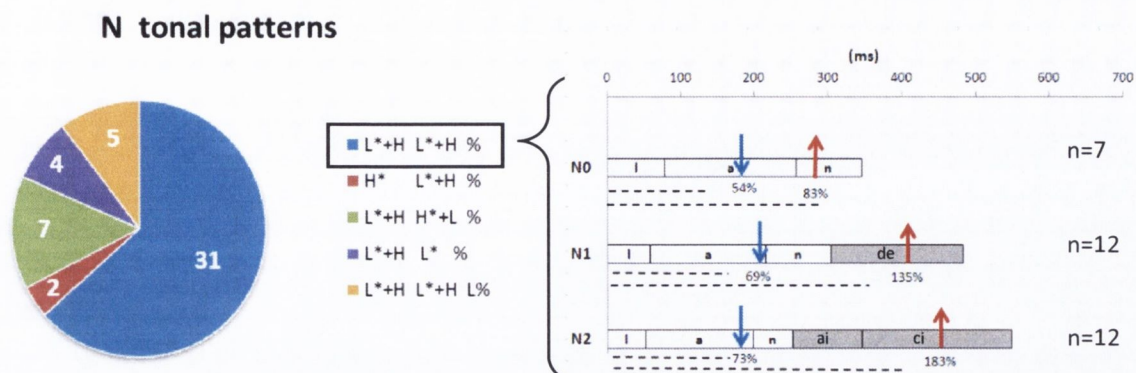 N tonal patterns
31
2
7
4
5
L*+H L*+H %
H* L*+H %
L*+H H*+L %
L*+H L* %
L*+H L*+H L%
(ms)
0 100 200 300 400 500 600 700
N0 l a n n=7
54% 83%
N1 l a n de n=12
69% 135%
N2 l a n ai ci n=12
73% 183%